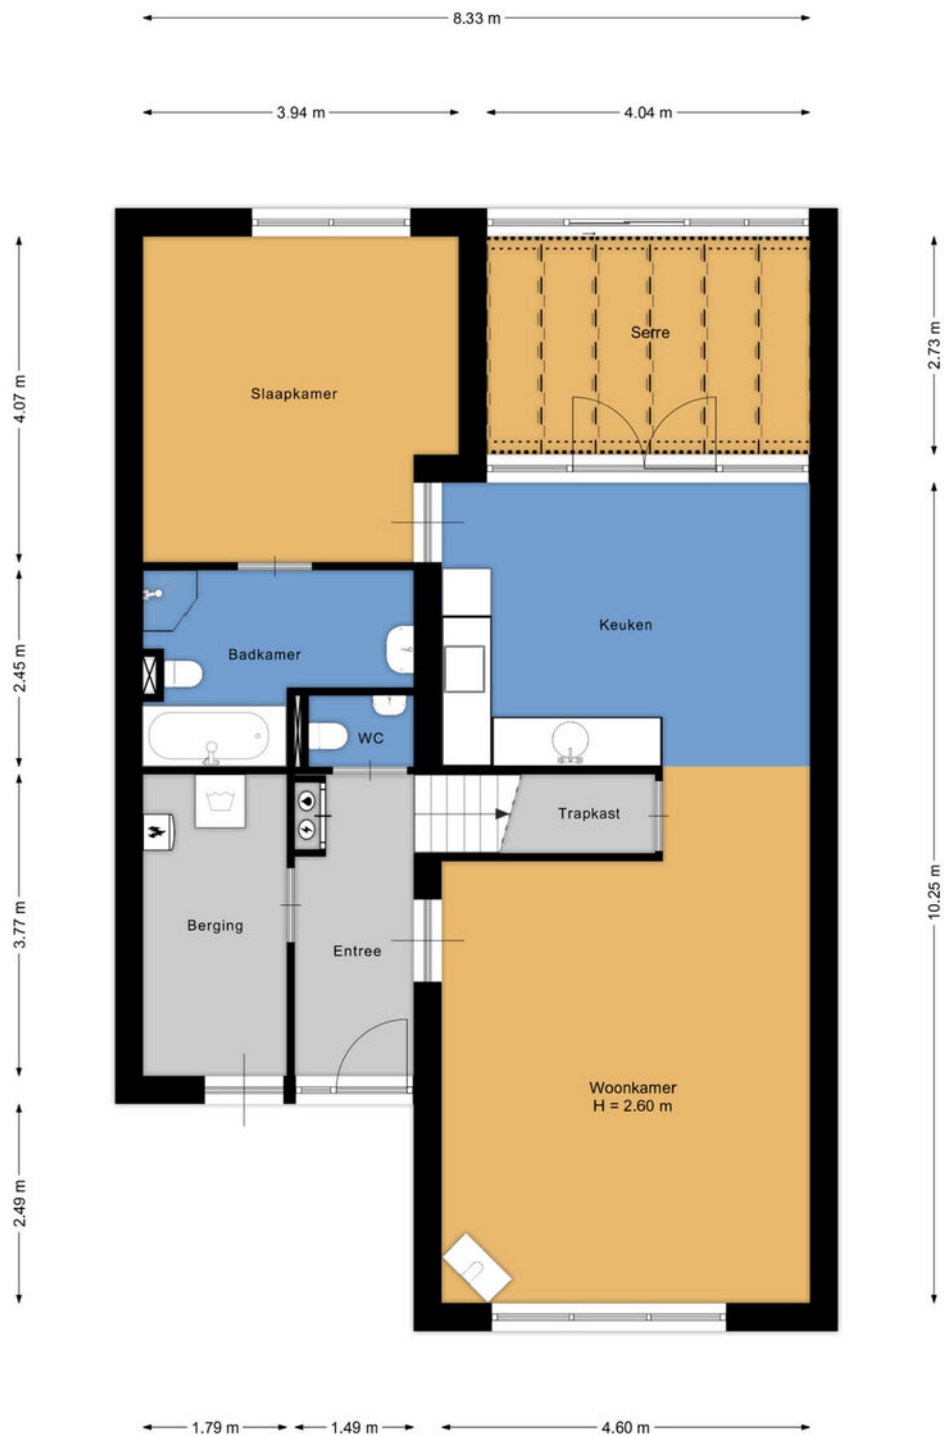 8.33 m
3.94 m
4.04 m
4.07 m
2.73 m
Serre
Slaapkamer
Keuken
2.45 m
Badkamer
WC
Trapkast
10.25 m
3.77 m
Berging
Entree
Woonkamer
H = 2.60 m
2.49 m
1.79 m
1.49 m
4.60 m